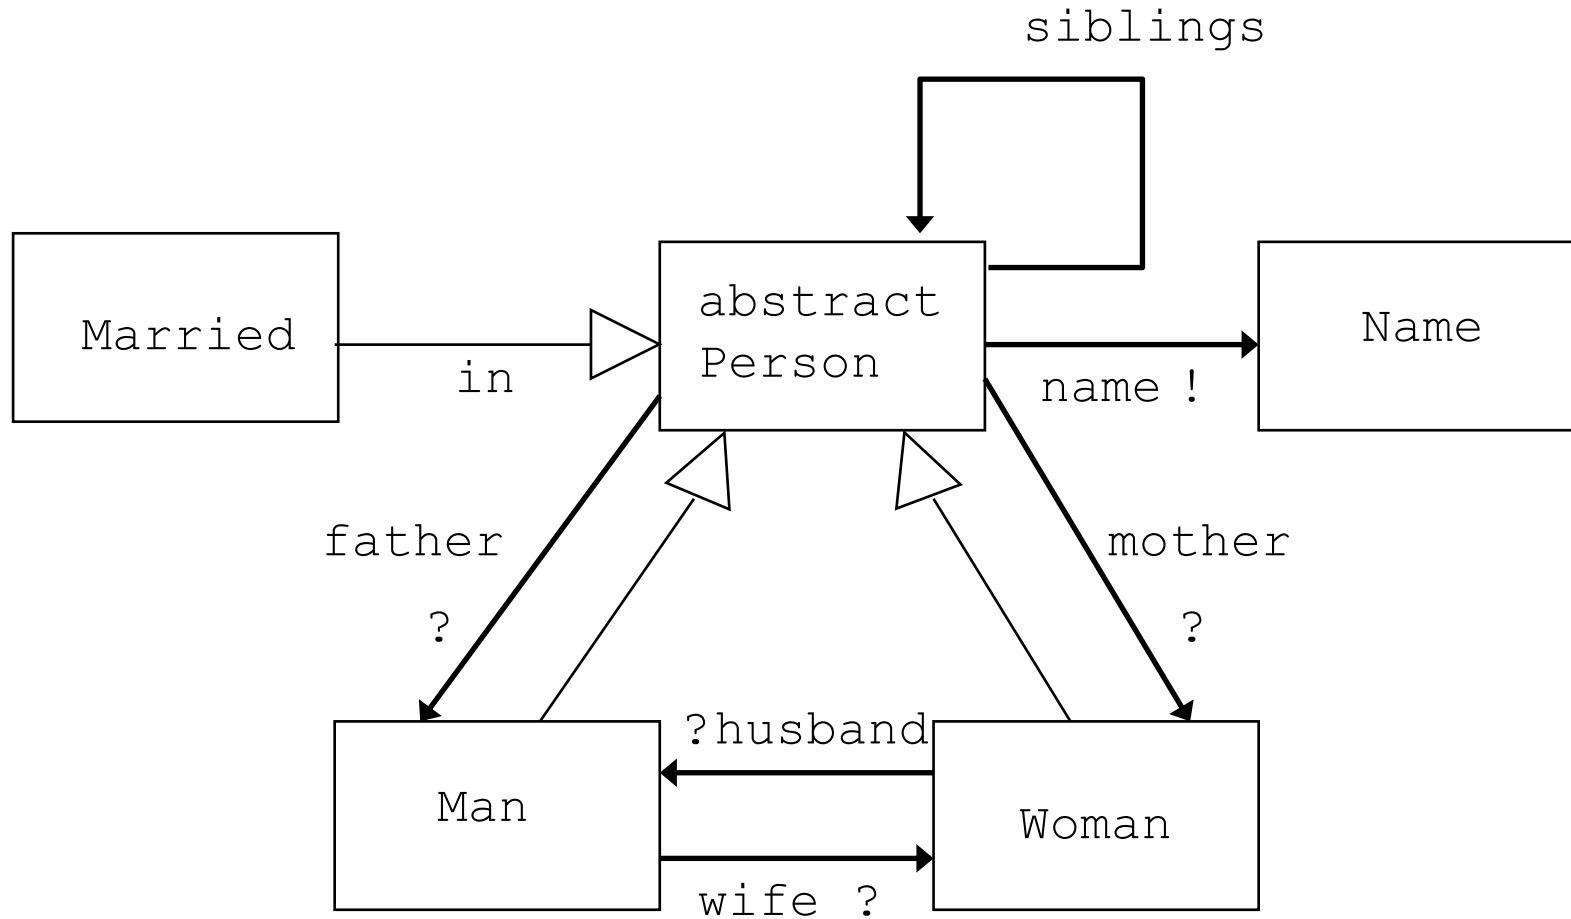 siblings
Married
in
abstract
Person
name !
Name
father
?
mother
?
?husband
Man
Woman
wife ?